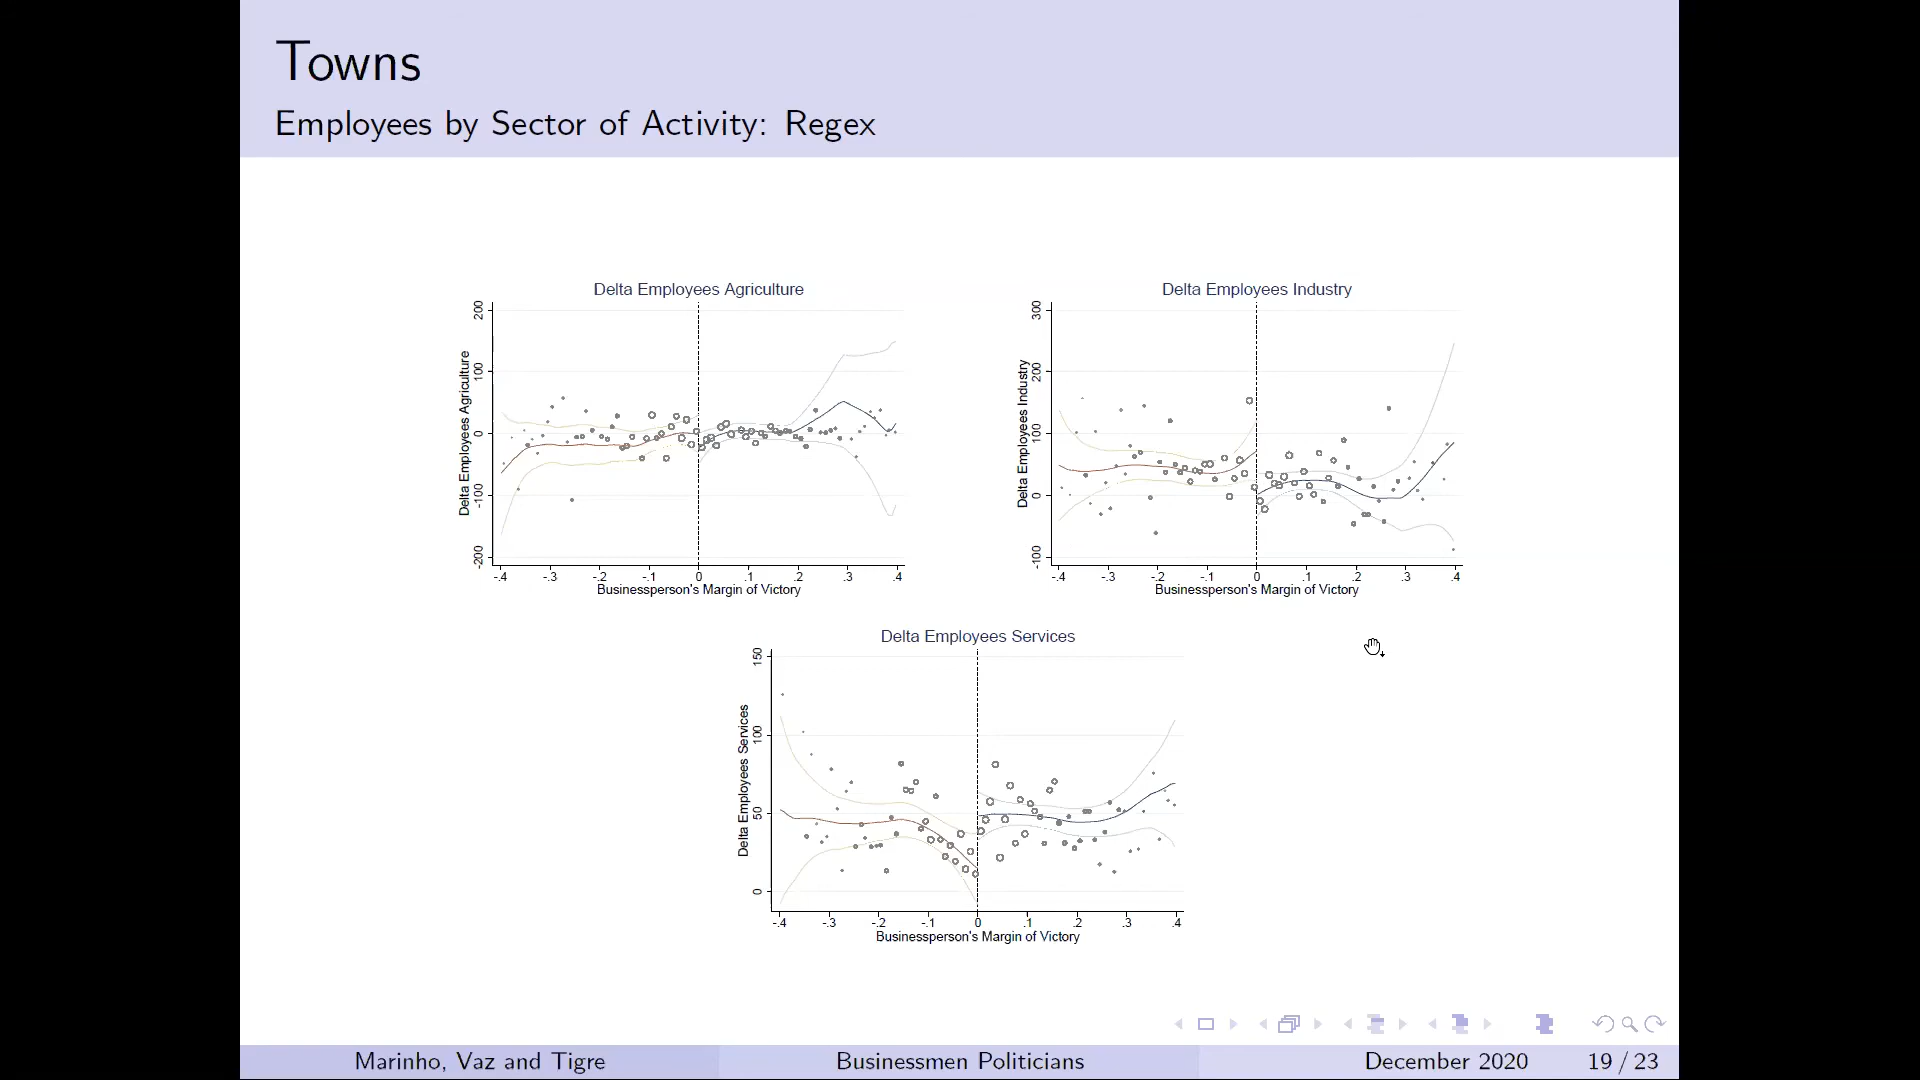 Towns
Employees by Sector of Activity: Regex
Delta Employees Agriculture
Delta Employees Agriculture
200
100
0
-100
-200
-.4 -.3 -.2 -.1 0 .1 .2 .3 .4
Businessperson's Margin of Victory
Delta Employees Industry
Delta Employees Industry
300
200
100
0
-100
-.4 -.3 -.2 -.1 0 .1 .2 .3 .4
Businessperson's Margin of Victory
Delta Employees Services
Delta Employees Services
150
100
50
0
-.4 -.3 -.2 -.1 0 .1 .2 .3 .4
Businessperson's Margin of Victory
Marinho, Vaz and Tigre Businessmen Politicians December 2020 19 / 23